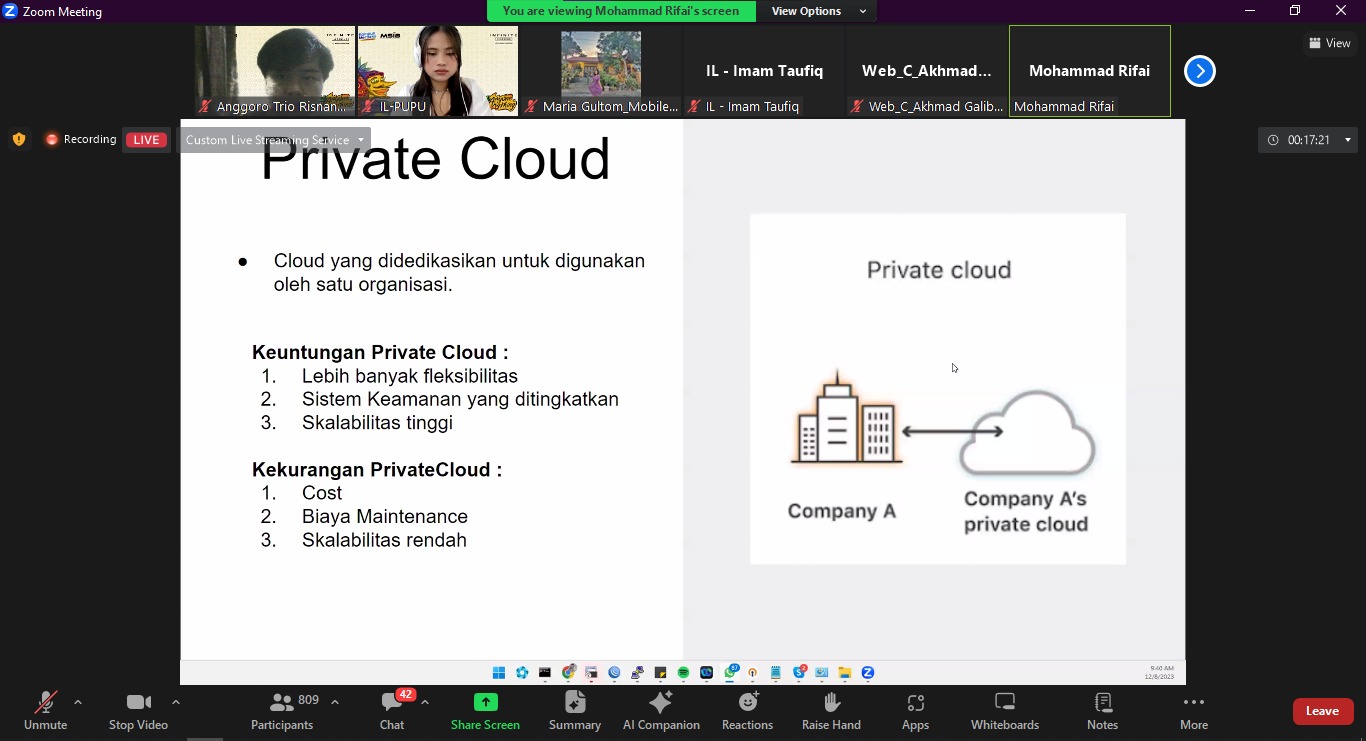 Zoom Meeting
You are viewing Mohammad Rifai's screen
View Options
View
Anggoro Trio Risnan...
MSIB
IL-PUPU
Maria Gultom_Mobile...
IL - Imam Taufiq
IL - Imam Taufiq
Web_C_Akhmad...
Web_C_Akhmad Galib...
Mohammad Rifai
Mohammad Rifai
Recording
LIVE
Custom Live Streaming Service
00:17:21
Private Cloud
● Cloud yang didedikasikan untuk digunakan
oleh satu organisasi.
Keuntungan Private Cloud :
1. Lebih banyak fleksibilitas
2. Sistem Keamanan yang ditingkatkan
3. Skalabilitas tinggi
Kekurangan PrivateCloud :
1. Cost
2. Biaya Maintenance
3. Skalabilitas rendah
Private cloud
Company A
Company A's
private cloud
9:40 AM
12/8/2023
Unmute
Stop Video
809
Participants
42
Chat
Share Screen
Summary
AI Companion
Reactions
Raise Hand
Apps
Whiteboards
Notes
More
Leave